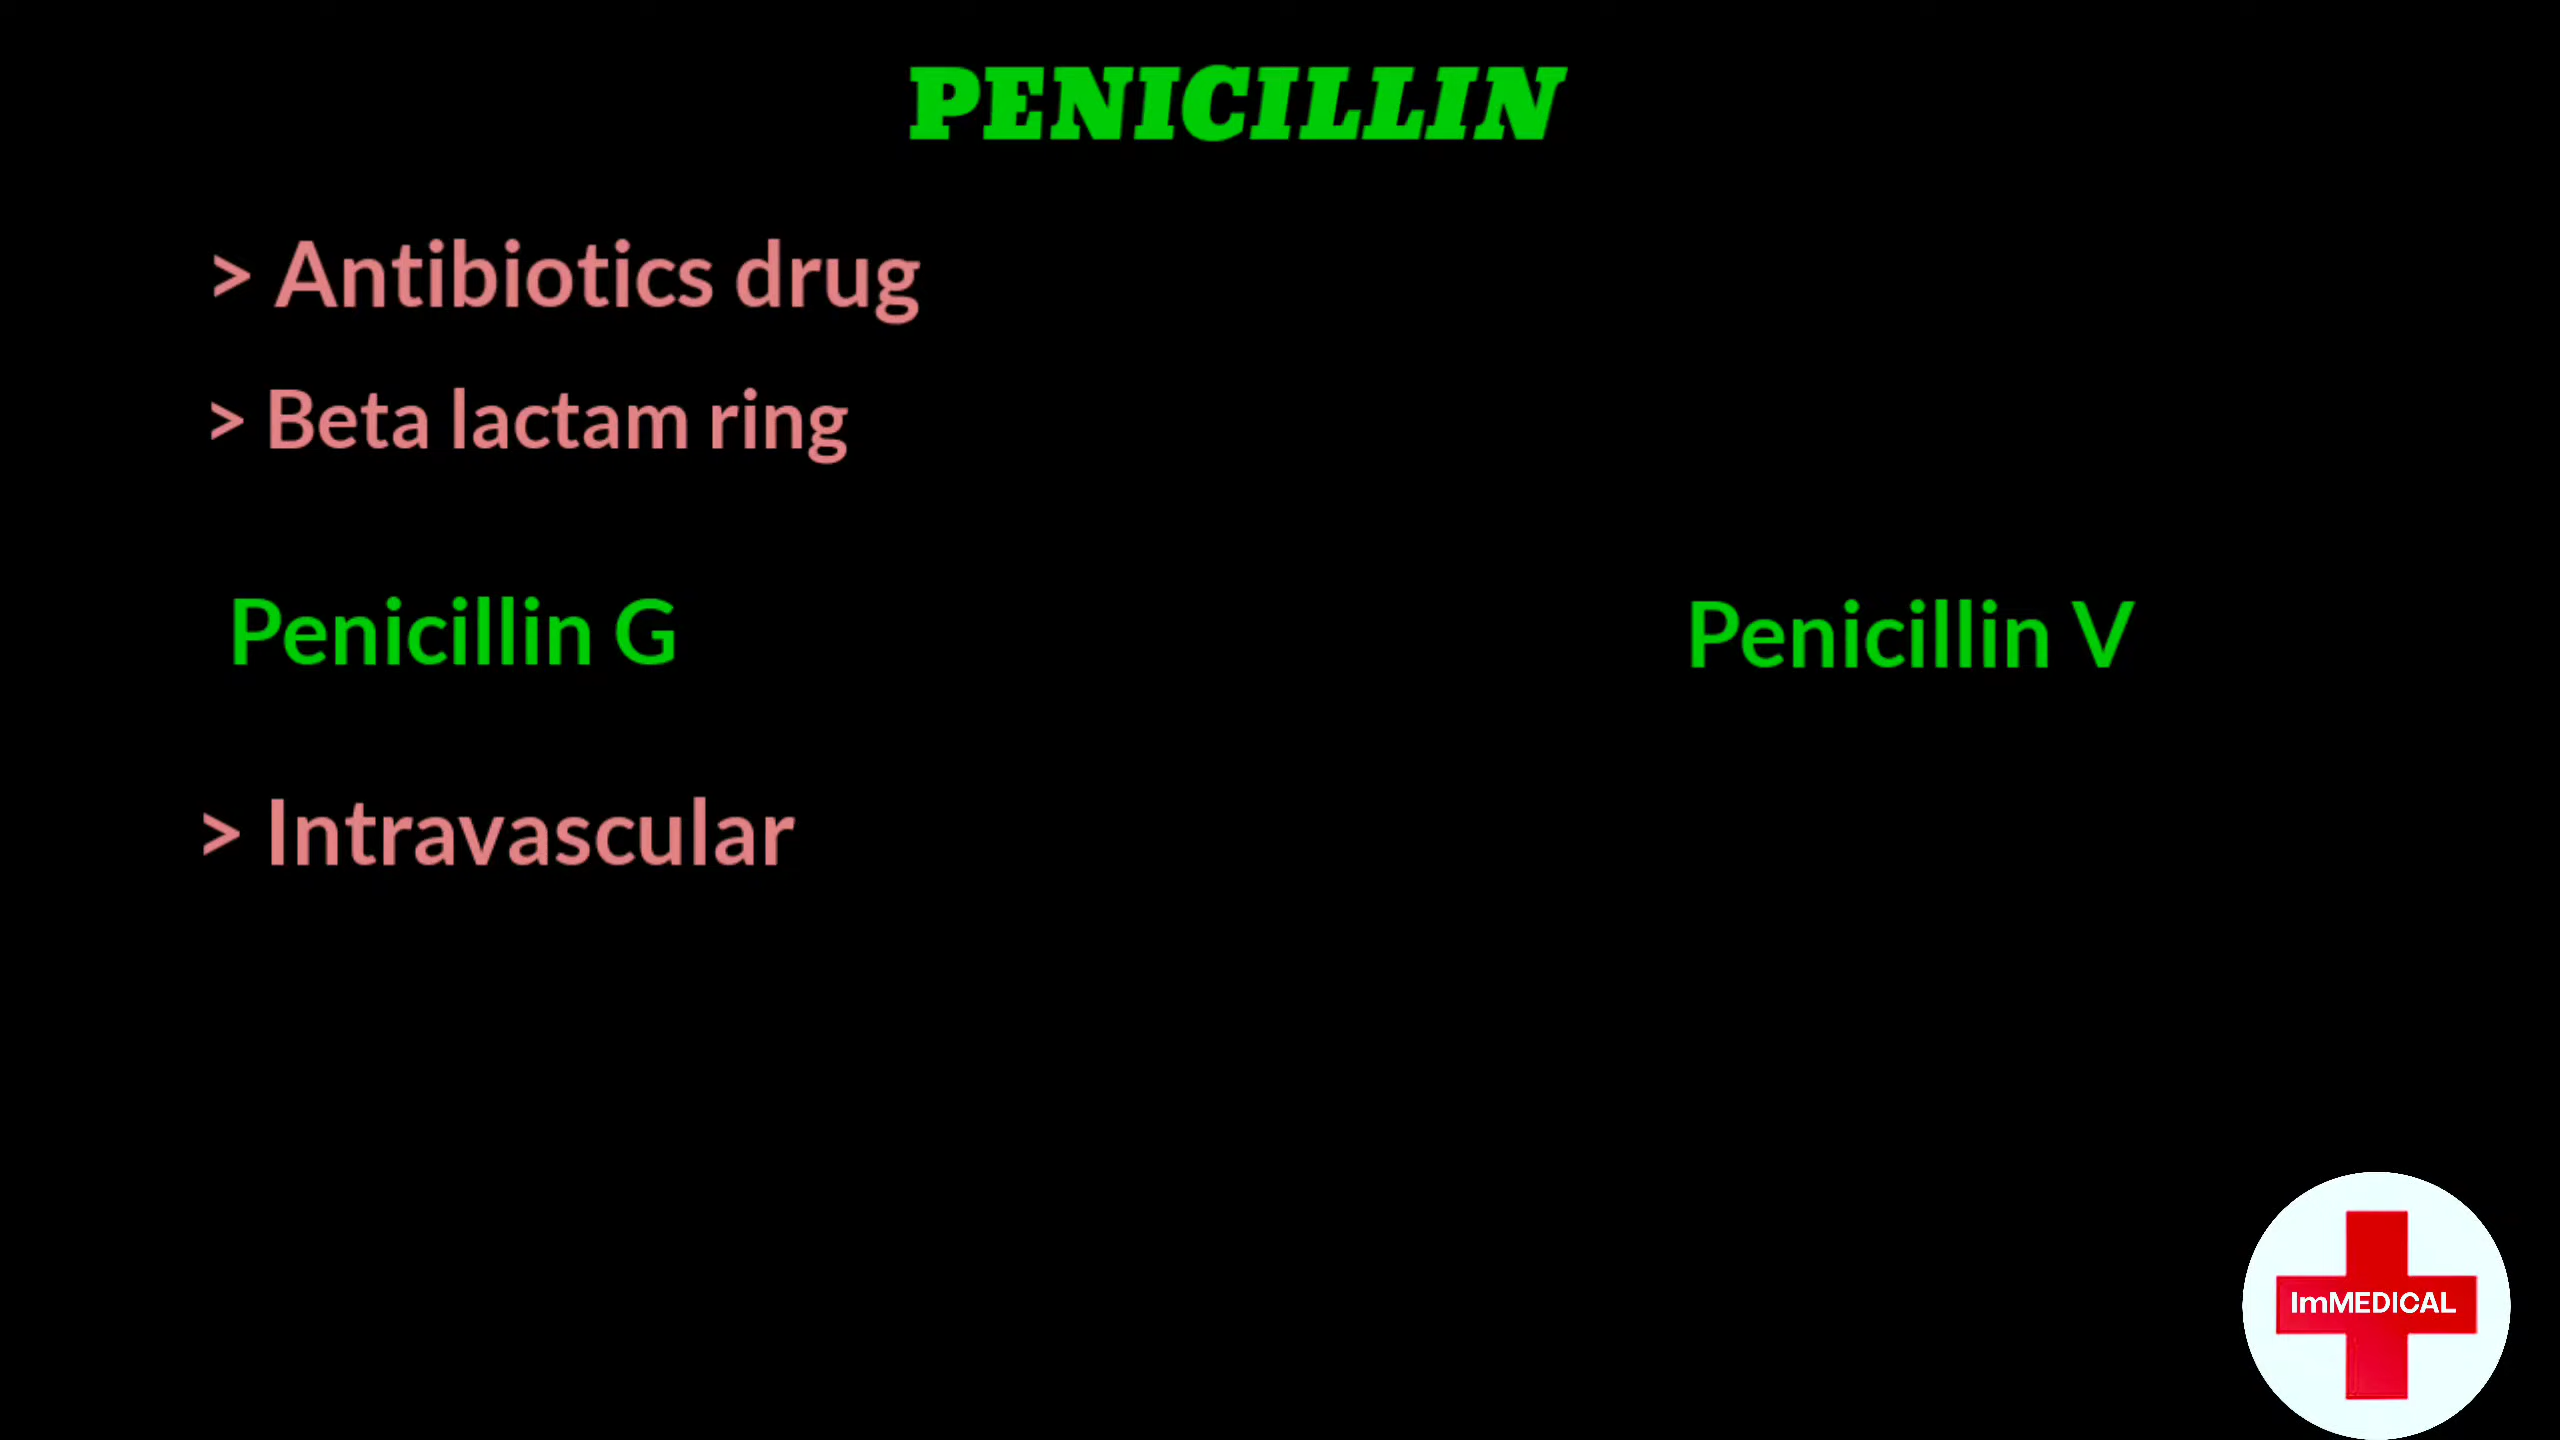 PENICILLIN
> Antibiotics drug
> Beta lactam ring
Penicillin G
Penicillin V
> Intravascular
ImMEDICAL